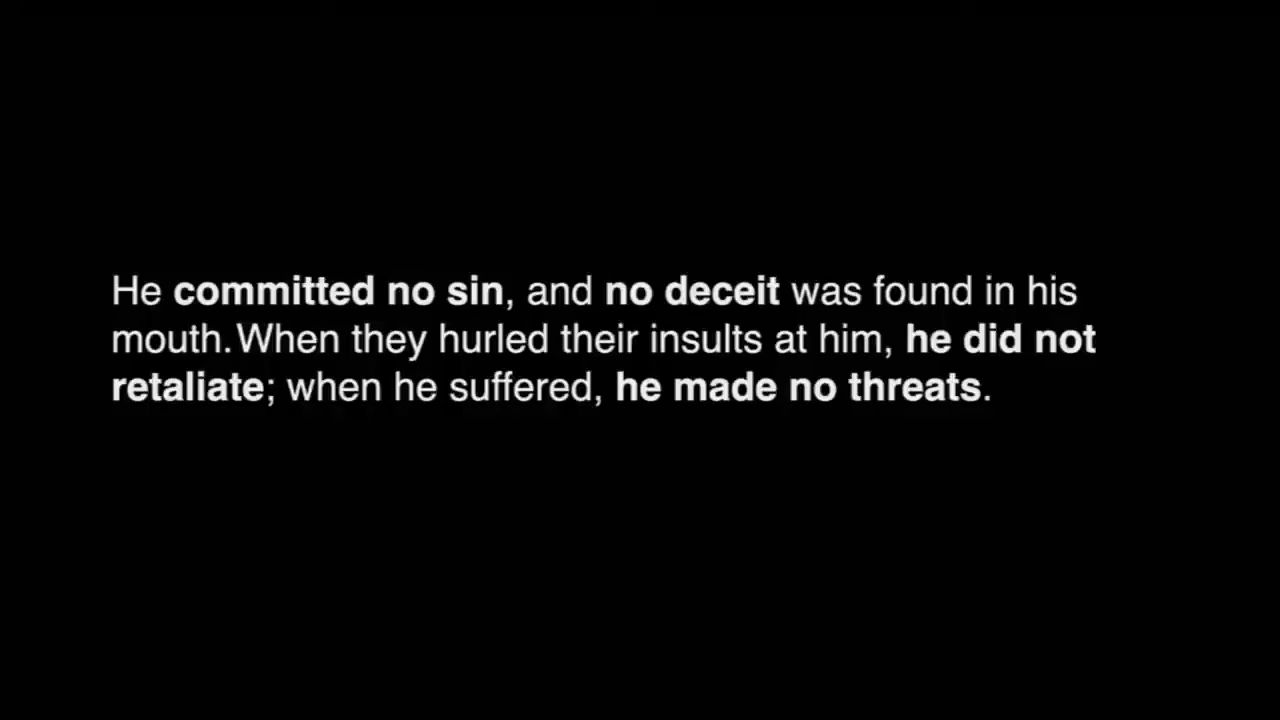 He committed no sin, and no deceit was found in his
mouth.When they hurled their insults at him, he did not
retaliate; when he suffered, he made no threats.